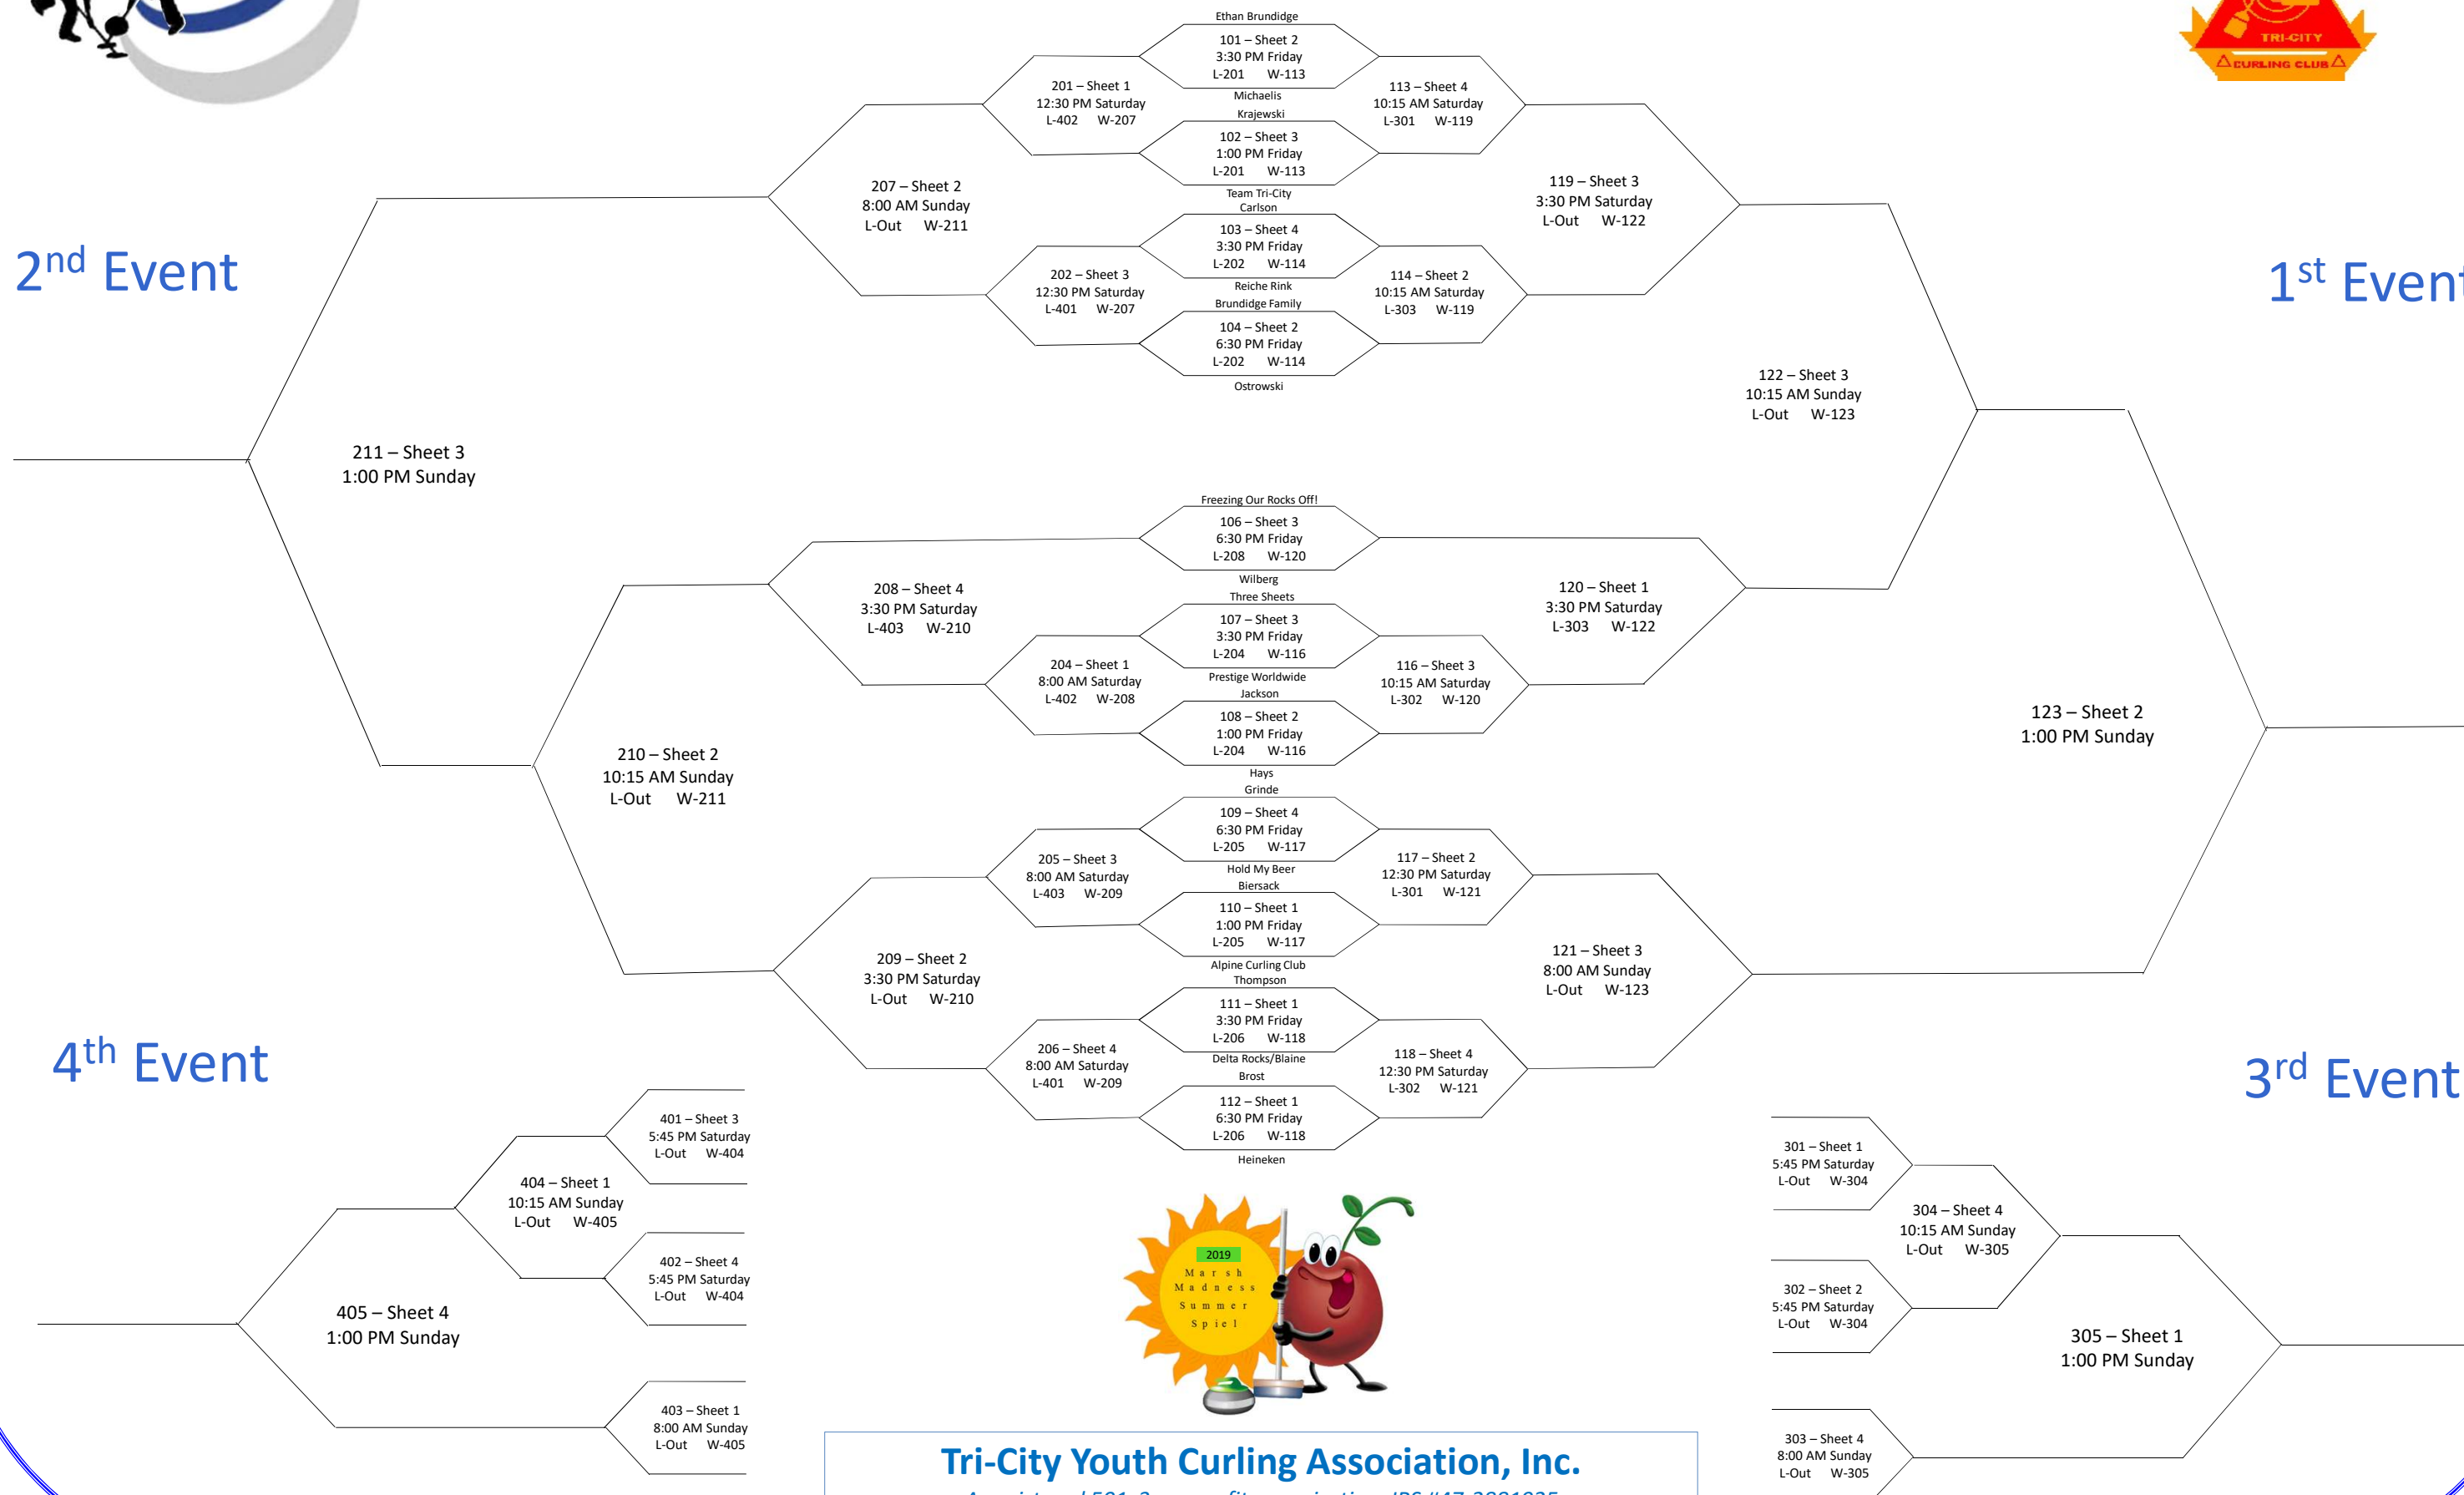 TRI-CITY
CURLING CLUB
2nd Event
1st Event
Ethan Brundidge
101 – Sheet 2
3:30 PM Friday
L-201 W-113
Michaelis
Krajewski
102 – Sheet 3
1:00 PM Friday
L-201 W-113
Team Tri-City
Carlson
103 – Sheet 4
3:30 PM Friday
L-202 W-114
Reiche Rink
Brundidge Family
104 – Sheet 2
6:30 PM Friday
L-202 W-114
Ostrowski
201 – Sheet 1
12:30 PM Saturday
L-402 W-207
202 – Sheet 3
12:30 PM Saturday
L-401 W-207
207 – Sheet 2
8:00 AM Sunday
L-Out W-211
113 – Sheet 4
10:15 AM Saturday
L-301 W-119
114 – Sheet 2
10:15 AM Saturday
L-303 W-119
119 – Sheet 3
3:30 PM Saturday
L-Out W-122
122 – Sheet 3
10:15 AM Sunday
L-Out W-123
211 – Sheet 3
1:00 PM Sunday
Freezing Our Rocks Off!
106 – Sheet 3
6:30 PM Friday
L-208 W-120
Wilberg
Three Sheets
107 – Sheet 3
3:30 PM Friday
L-204 W-116
Prestige Worldwide
Jackson
108 – Sheet 2
1:00 PM Friday
L-204 W-116
Hays
Grinde
109 – Sheet 4
6:30 PM Friday
L-205 W-117
Hold My Beer
Biersack
110 – Sheet 1
1:00 PM Friday
L-205 W-117
Alpine Curling Club
Thompson
111 – Sheet 1
3:30 PM Friday
L-206 W-118
Delta Rocks/Blaine
Brost
112 – Sheet 1
6:30 PM Friday
L-206 W-118
Heineken
208 – Sheet 4
3:30 PM Saturday
L-403 W-210
204 – Sheet 1
8:00 AM Saturday
L-402 W-208
210 – Sheet 2
10:15 AM Sunday
L-Out W-211
205 – Sheet 3
8:00 AM Saturday
L-403 W-209
209 – Sheet 2
3:30 PM Saturday
L-Out W-210
206 – Sheet 4
8:00 AM Saturday
L-401 W-209
120 – Sheet 1
3:30 PM Saturday
L-303 W-122
116 – Sheet 3
10:15 AM Saturday
L-302 W-120
123 – Sheet 2
1:00 PM Sunday
117 – Sheet 2
12:30 PM Saturday
L-301 W-121
121 – Sheet 3
8:00 AM Sunday
L-Out W-123
118 – Sheet 4
12:30 PM Saturday
L-302 W-121
4th Event
401 – Sheet 3
5:45 PM Saturday
L-Out W-404
404 – Sheet 1
10:15 AM Sunday
L-Out W-405
402 – Sheet 4
5:45 PM Saturday
L-Out W-404
405 – Sheet 4
1:00 PM Sunday
403 – Sheet 1
8:00 AM Sunday
L-Out W-405
3rd Event
301 – Sheet 1
5:45 PM Saturday
L-Out W-304
304 – Sheet 4
10:15 AM Sunday
L-Out W-305
302 – Sheet 2
5:45 PM Saturday
L-Out W-304
305 – Sheet 1
1:00 PM Sunday
303 – Sheet 4
8:00 AM Sunday
L-Out W-305
2019
Marsh
Madness
Summer
Spiel
Tri-City Youth Curling Association, Inc.